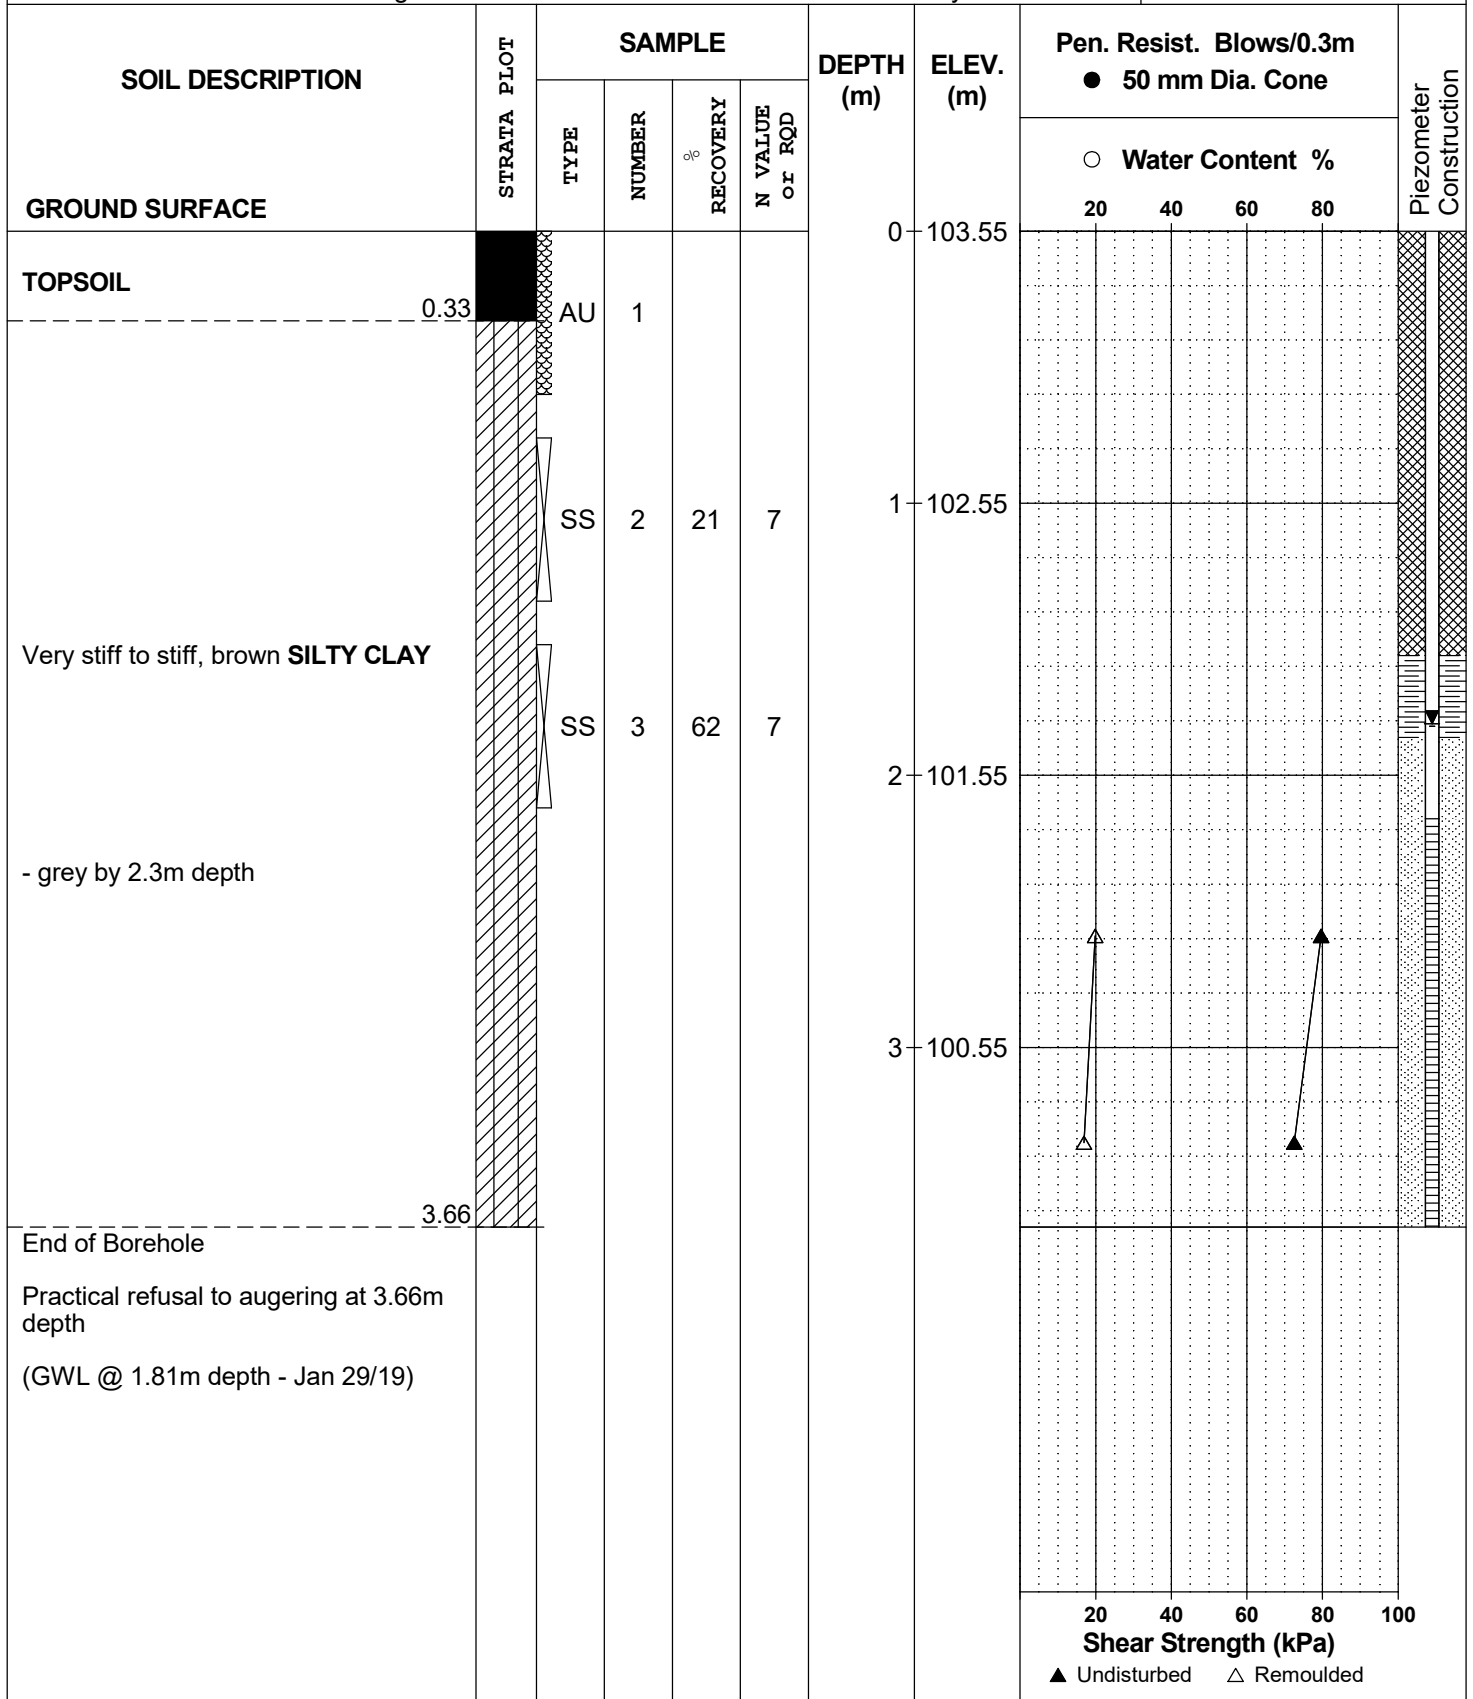 SOIL DESCRIPTION
GROUND SURFACE
STRATA PLOT
SAMPLE
TYPE
NUMBER
% RECOVERY
N VALUE or RQD
DEPTH (m)
ELEV. (m)
Pen. Resist. Blows/0.3m
● 50 mm Dia. Cone
○ Water Content %
20 40 60 80
Piezometer Construction
0 103.55
TOPSOIL
0.33
AU 1
1 102.55
SS 2 21 7
Very stiff to stiff, brown SILTY CLAY
SS 3 62 7
2 101.55
- grey by 2.3m depth
3 100.55
3.66
End of Borehole
Practical refusal to augering at 3.66m
depth
(GWL @ 1.81m depth - Jan 29/19)
20 40 60 80 100
Shear Strength (kPa)
▲ Undisturbed △ Remoulded